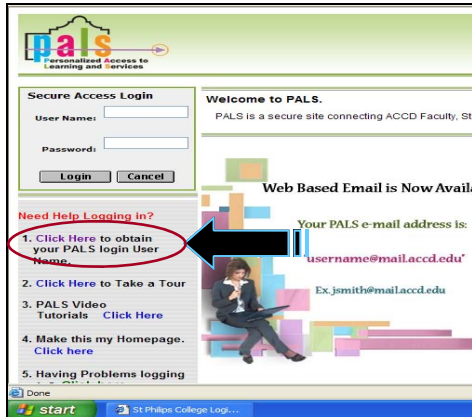 pals
Personalized Access to
Learning and Services
Secure Access Login
User Name:
Password:
Login Cancel
Need Help Logging in?
1. Click Here to obtain
your PALS login User
Name.
2. Click Here to Take a Tour
3. PALS Video
Tutorials Click Here
4. Make this my Homepage.
Click here
5. Having Problems logging
Welcome to PALS.
PALS is a secure site connecting ACCD Faculty, St
Web Based Email is Now Availa
Your PALS e-mail address is:
username@mail.accd.edu"
Ex.jsmith@mail.accd.edu
Done
start
St Philips College Logi...